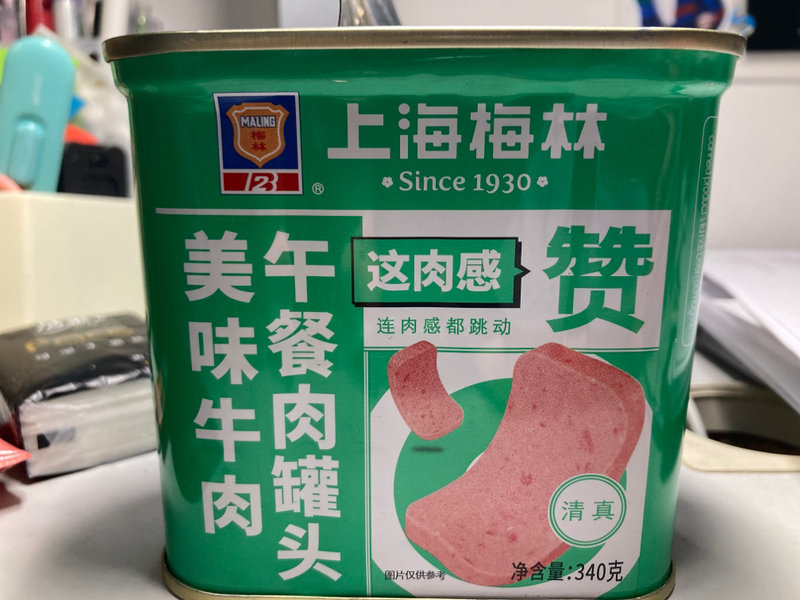 MALING
梅林
B2
®
上海梅林
Since 1930
美味牛肉
午餐肉罐头
这肉感
赞
连肉感都跳动
清真
图片仅供参考
净含量:340克